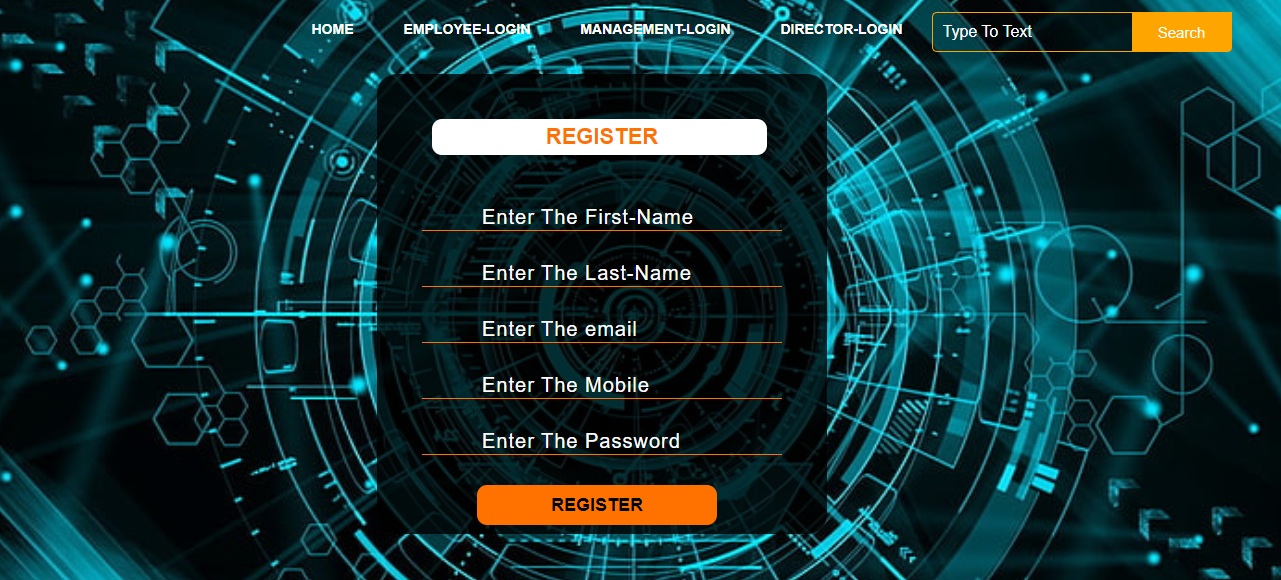 HOME EMPLOYEE-LOGIN MANAGEMENT-LOGIN DIRECTOR-LOGIN Type To Text Search
REGISTER
Enter The First-Name
Enter The Last-Name
Enter The email
Enter The Mobile
Enter The Password
REGISTER